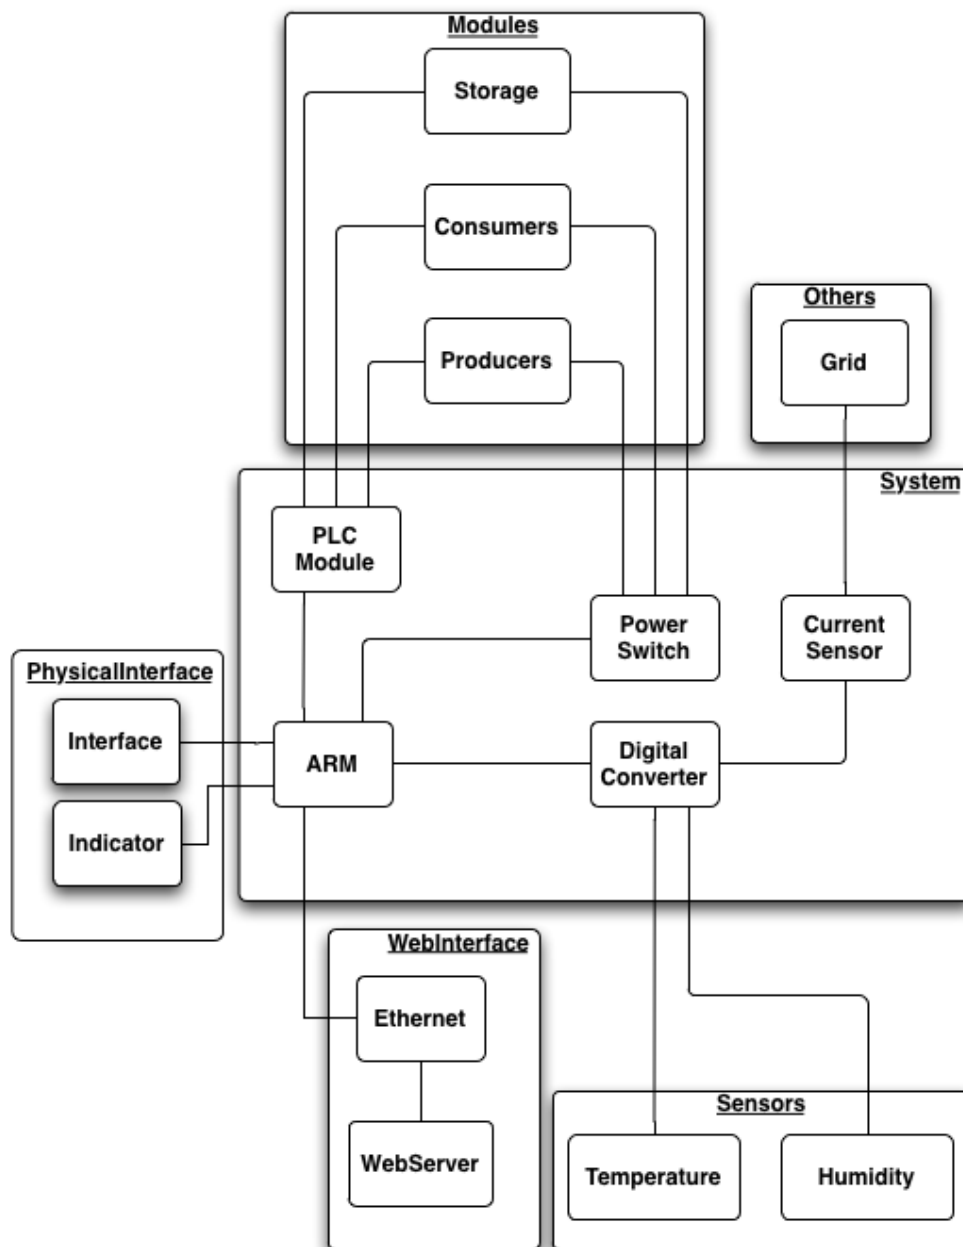 Modules
Storage
Consumers
Producers
Others
Grid
System
PLC
Module
Power
Switch
Current
Sensor
PhysicalInterface
Interface
Indicator
ARM
Digital
Converter
WebInterface
Ethernet
WebServer
Sensors
Temperature
Humidity